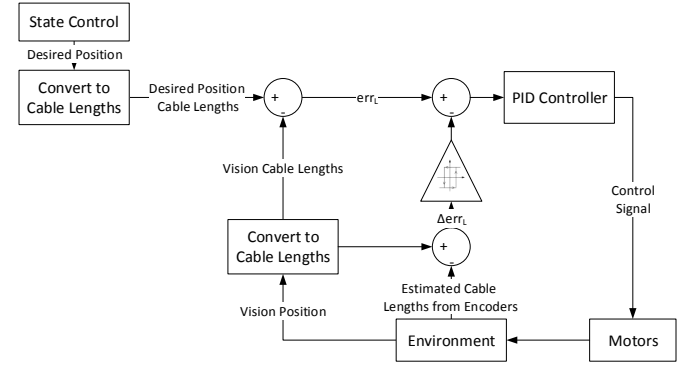 State Control
Desired Position
Convert to
Cable Lengths
Desired Position
Cable Lengths
+
-
errL
+
-
PID Controller
Vision Cable Lengths
Control
Signal
ΔerrL
Convert to
Cable Lengths
+
-
Estimated Cable
Lengths from Encoders
Vision Position
Environment
Motors